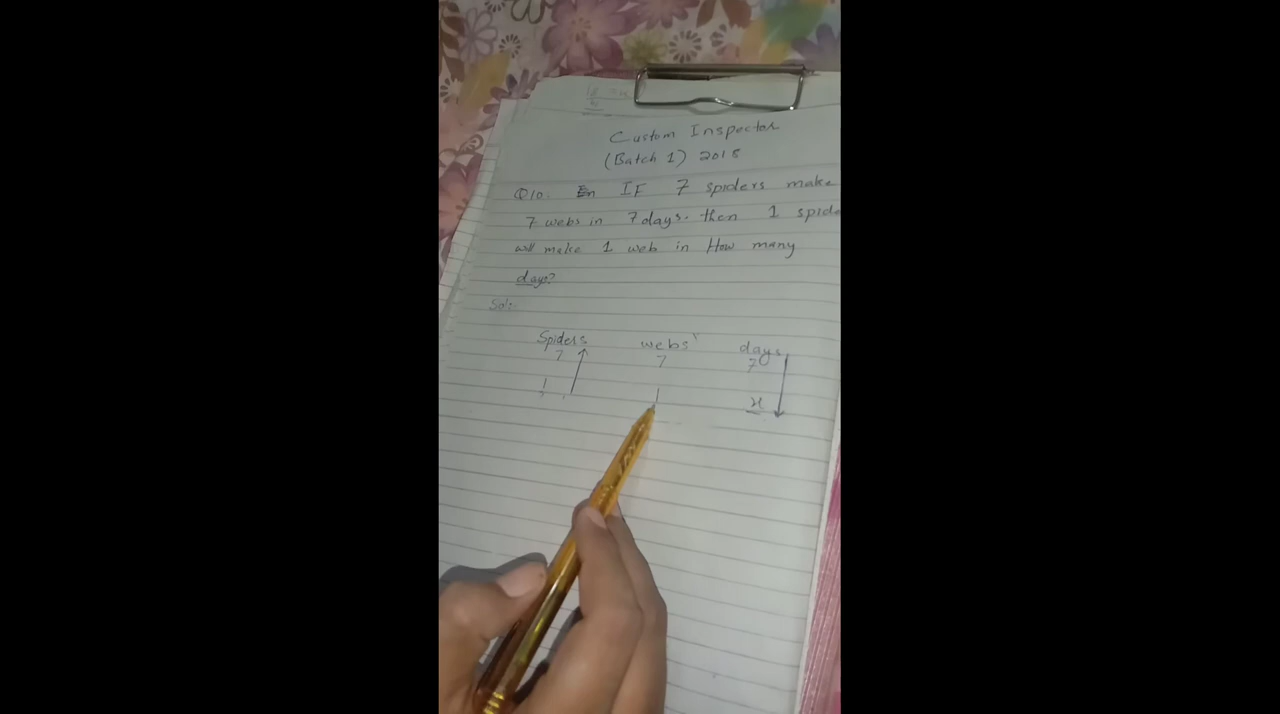 Custom Inspector
(Batch 1) 2018
Q10. En IF 7 spiders make
7 webs in 7 days. then 1 spide
will make 1 web in How many
days?
Sol:
Spiders webs days
7 7 7
1 1 x